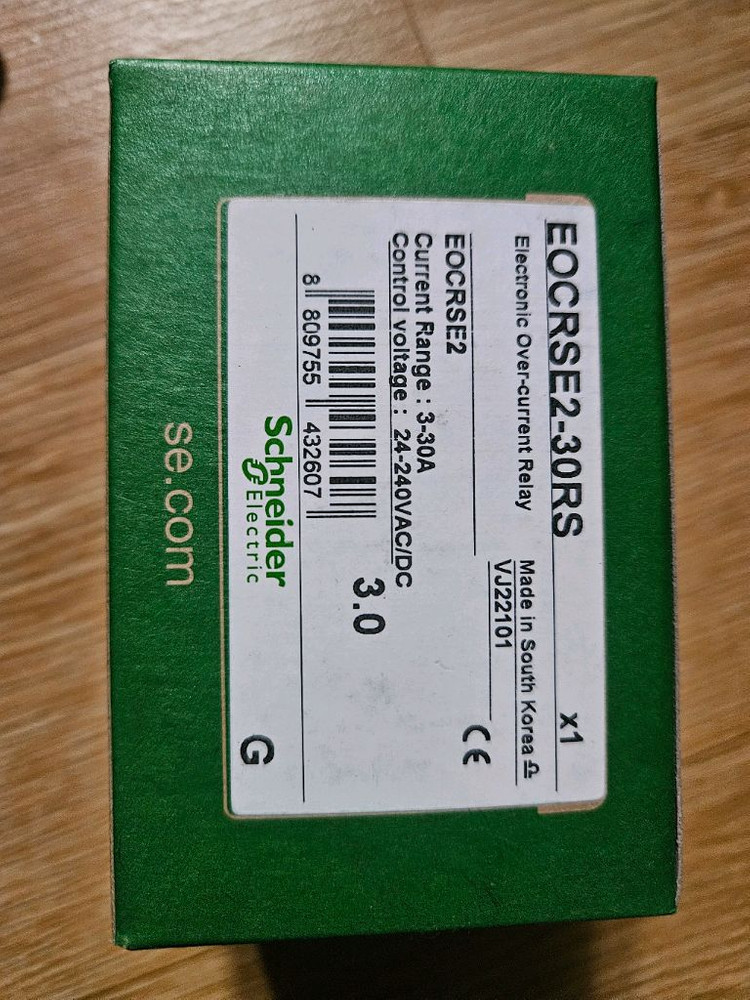 EOCRSE2-30RS
x1
Electronic Over-current Relay
Made in South Korea
VJ22101
EOCRSE2
CE
Current Range : 3-30A
Control voltage : 24-240VAC/DC
3.0
8 809755 432607
Schneider
Electric
G
se.com